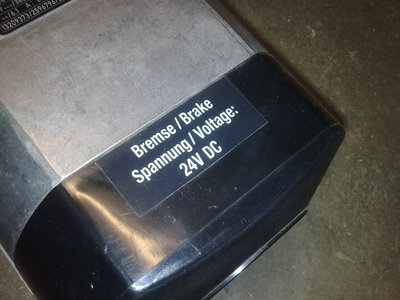 Bremse / Brake
Spannung / Voltage:
24V DC